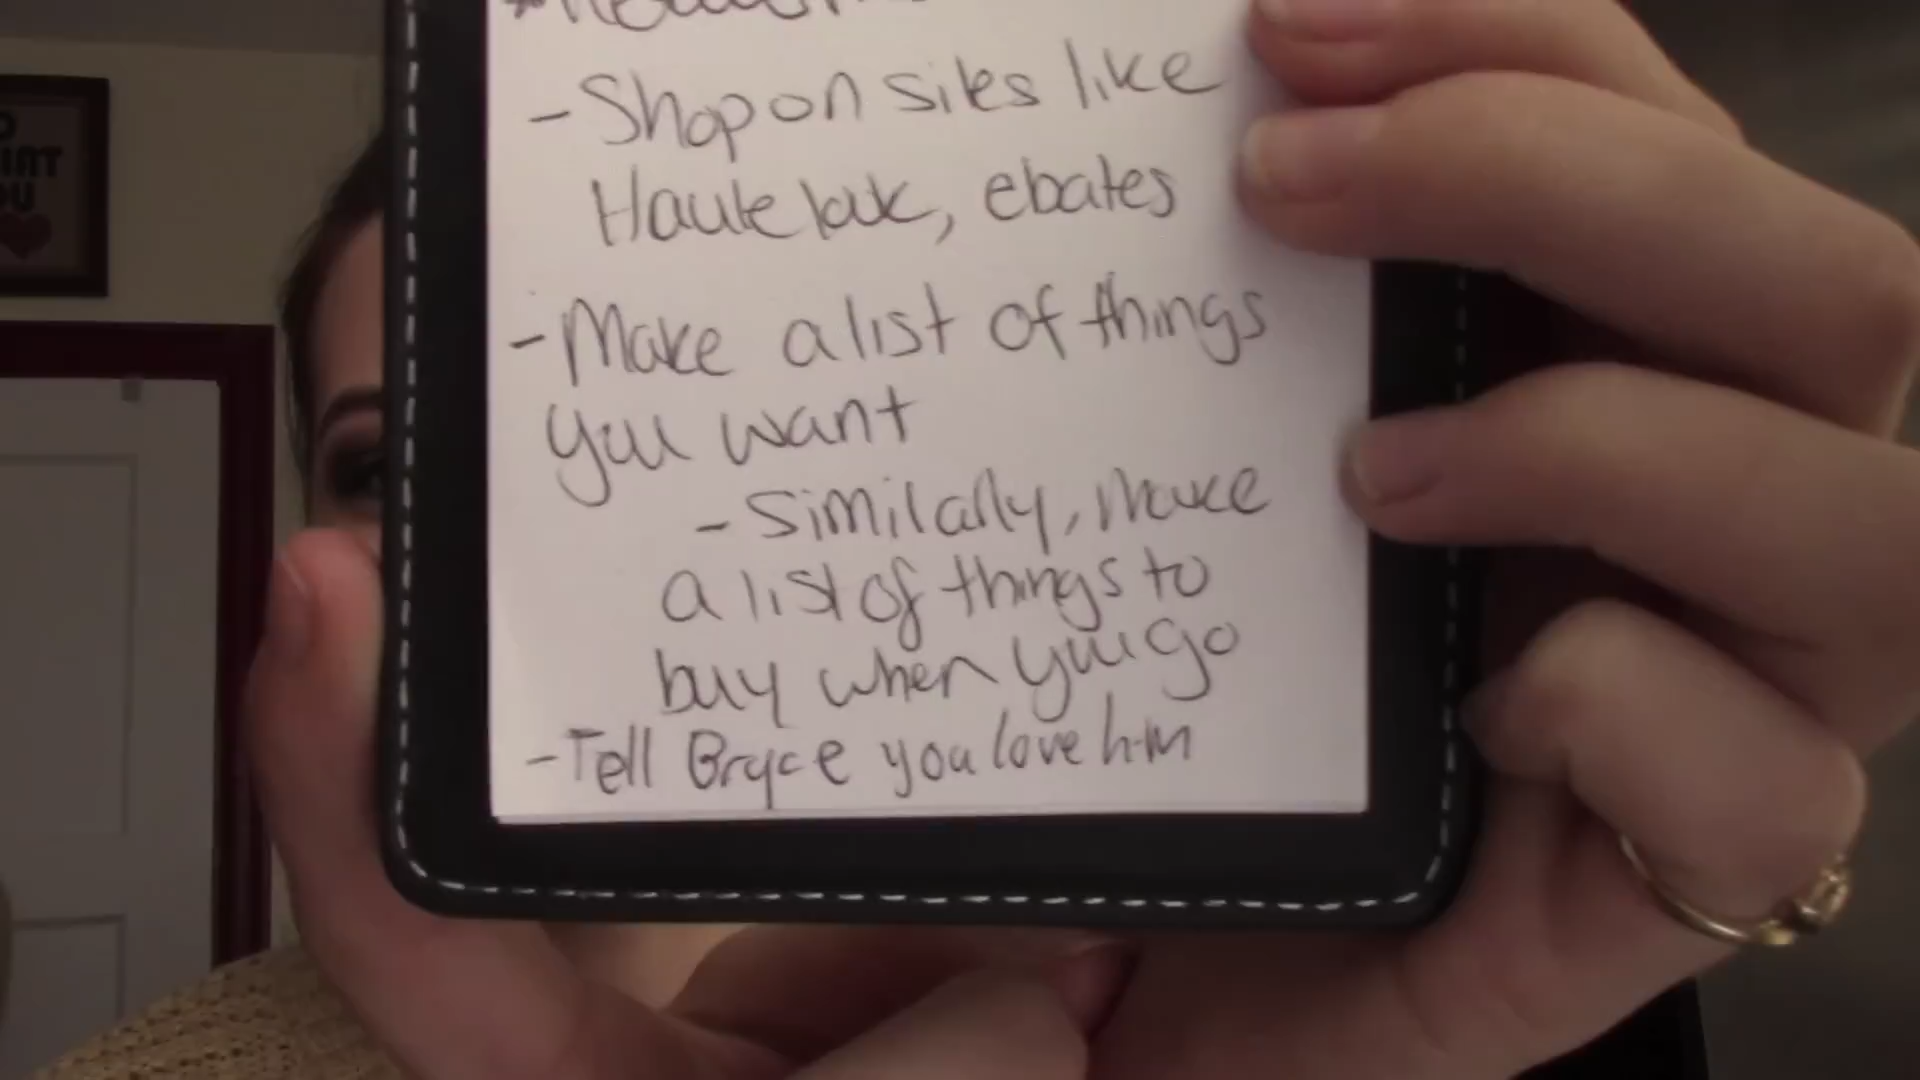 - Shop on sites like
Hautelook, ebates
- Make a list of things
you want
- Similarly, make
a list of things to
buy when you go
- Tell Bryce you love him